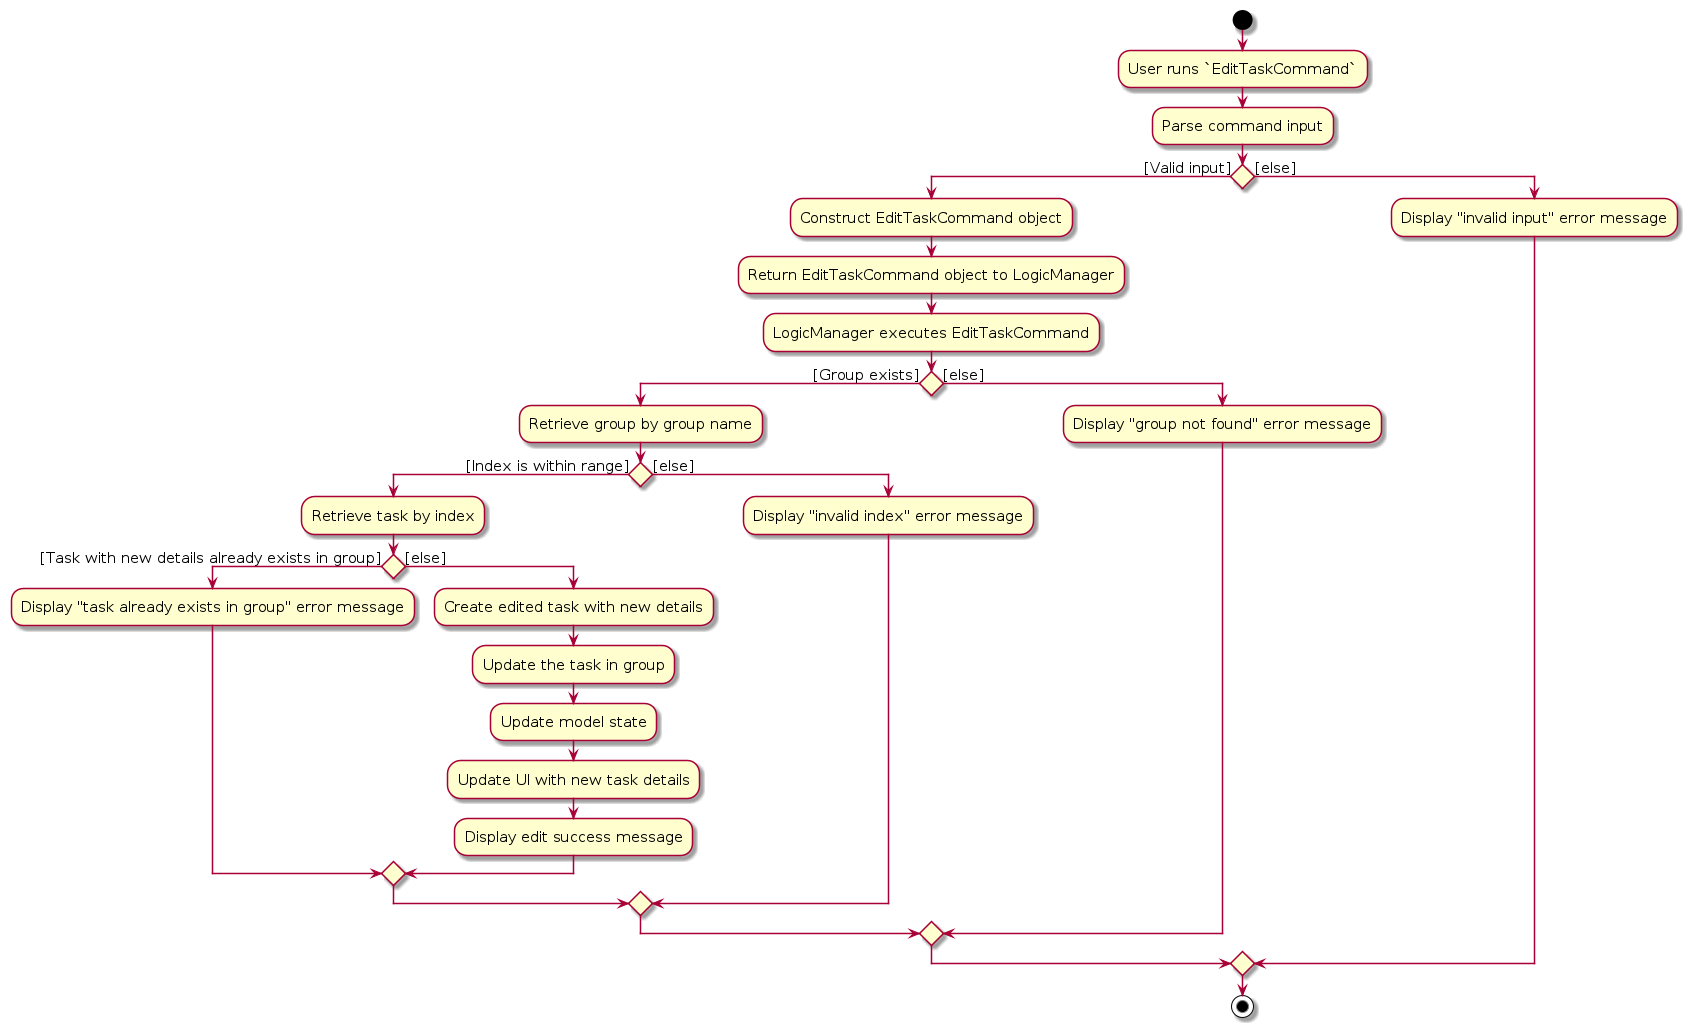 User runs `EditTaskCommand`
Parse command input
[Valid input]
[else]
Construct EditTaskCommand object
Display "invalid input" error message
Return EditTaskCommand object to LogicManager
LogicManager executes EditTaskCommand
[Group exists]
[else]
Retrieve group by group name
Display "group not found" error message
[Index is within range]
[else]
Retrieve task by index
Display "invalid index" error message
[Task with new details already exists in group]
[else]
Display "task already exists in group" error message
Create edited task with new details
Update the task in group
Update model state
Update UI with new task details
Display edit success message